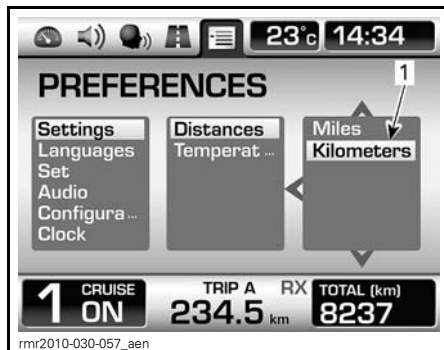 23°c 14:34
PREFERENCES
1
Settings
Languages
Set
Audio
Configura ...
Clock
Distances
Temperat ...
Miles
Kilometers
1 CRUISE ON
TRIP A
234.5 km
RX
TOTAL (km)
8237
rmr2010-030-057_aen